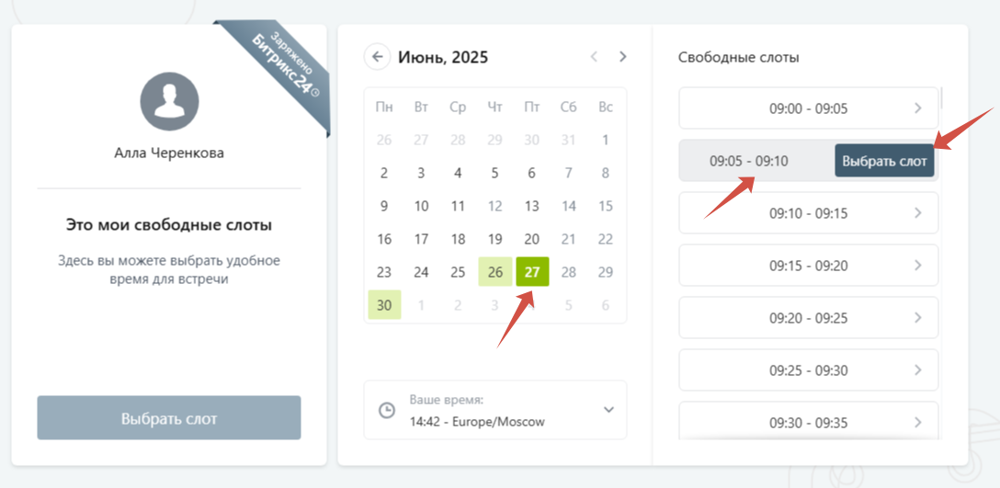 Заряжено
Битрикс24
Алла Черенкова
Это мои свободные слоты
Здесь вы можете выбрать удобное
время для встречи
Выбрать слот
Июнь, 2025
Пн Вт Ср Чт Пт Сб Вс
26 27 28 29 30 31 1
2 3 4 5 6 7 8
9 10 11 12 13 14 15
16 17 18 19 20 21 22
23 24 25 26 27 28 29
30 1 2 3 5 6
Ваше время:
14:42 - Europe/Moscow
Свободные слоты
09:00 - 09:05
09:05 - 09:10 Выбрать слот
09:10 - 09:15
09:15 - 09:20
09:20 - 09:25
09:25 - 09:30
09:30 - 09:35